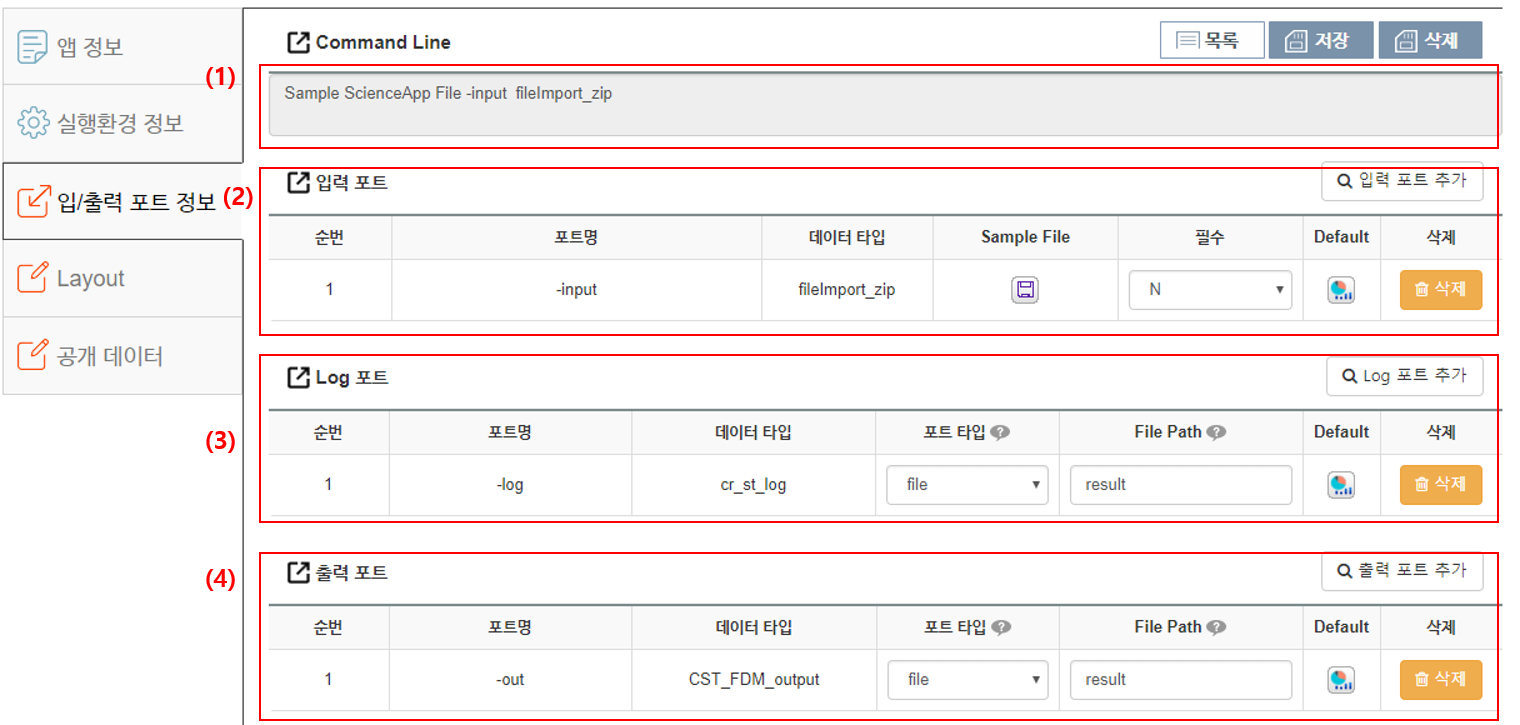 앱 정보
실행환경 정보
입/출력 포트 정보
Layout
공개 데이터
Command Line
목록 저장 삭제
(1)
Sample ScienceApp File -input fileImport_zip
(2)
입력 포트
입력 포트 추가
순번 포트명 데이터 타입 Sample File 필수 Default 삭제
1 -input fileImport_zip N 삭제
(3)
Log 포트
Log 포트 추가
순번 포트명 데이터 타입 포트 타입 ? File Path ? Default 삭제
1 -log cr_st_log file result 삭제
(4)
출력 포트
출력 포트 추가
순번 포트명 데이터 타입 포트 타입 ? File Path ? Default 삭제
1 -out CST_FDM_output file result 삭제